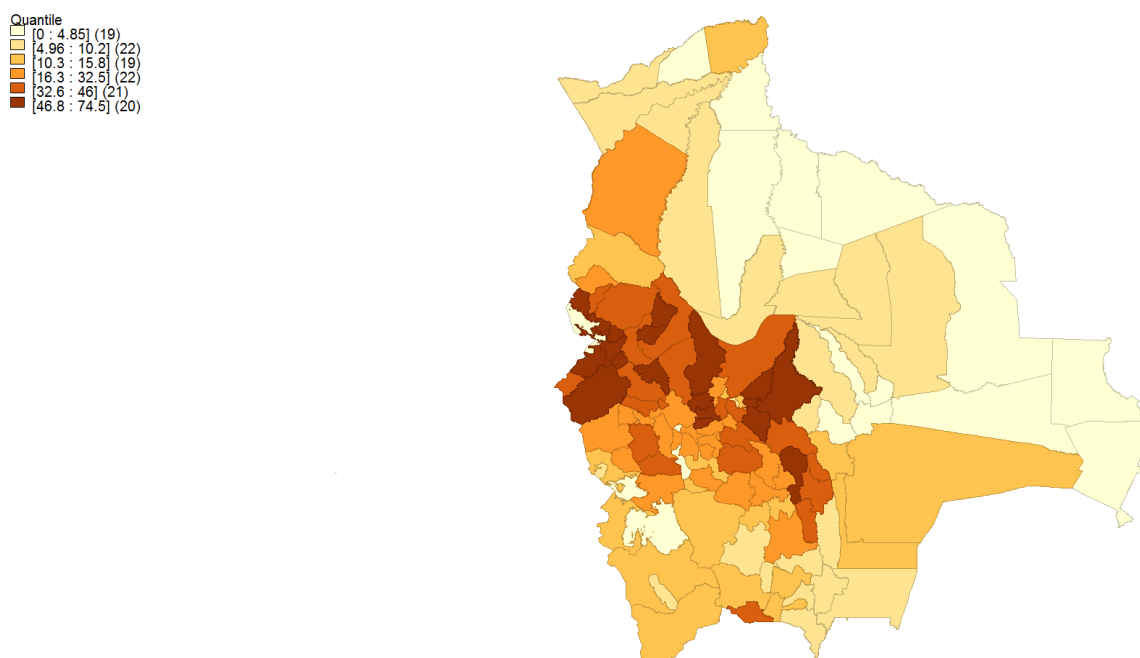 Quantile
[0 : 4.85] (19)
[4.96 : 10.2] (22)
[10.3 : 15.8] (19)
[16.3 : 32.5] (22)
[32.6 : 46] (21)
[46.8 : 74.5] (20)